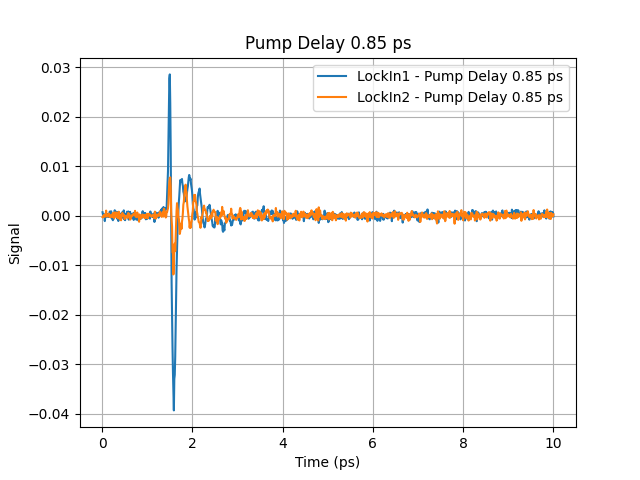 Pump Delay 0.85 ps
LockIn1 - Pump Delay 0.85 ps
LockIn2 - Pump Delay 0.85 ps
0.03
0.02
0.01
0.00
−0.01
−0.02
−0.03
−0.04
Signal
0 2 4 6 8 10
Time (ps)